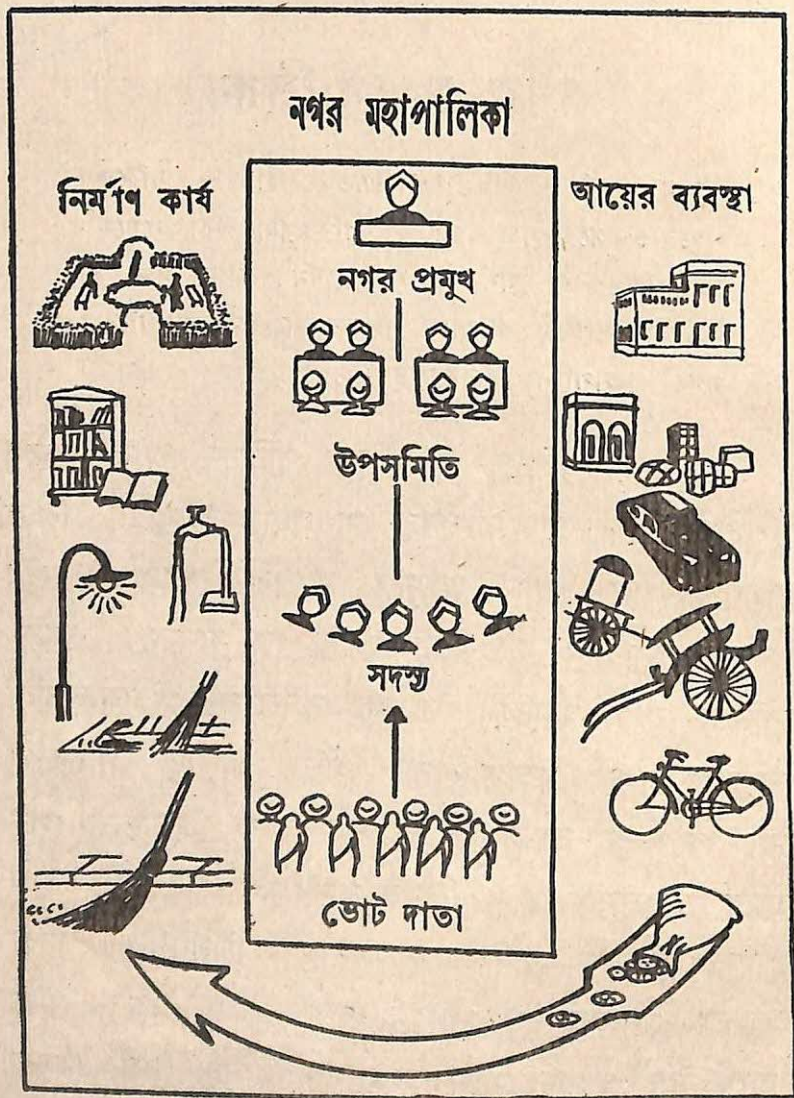 নগর মহাপালিকা
নির্মাণ কার্য
আয়ের ব্যবস্থা
নগর প্রমুখ
উপসমিতি
সদস্য
ভোট দাতা